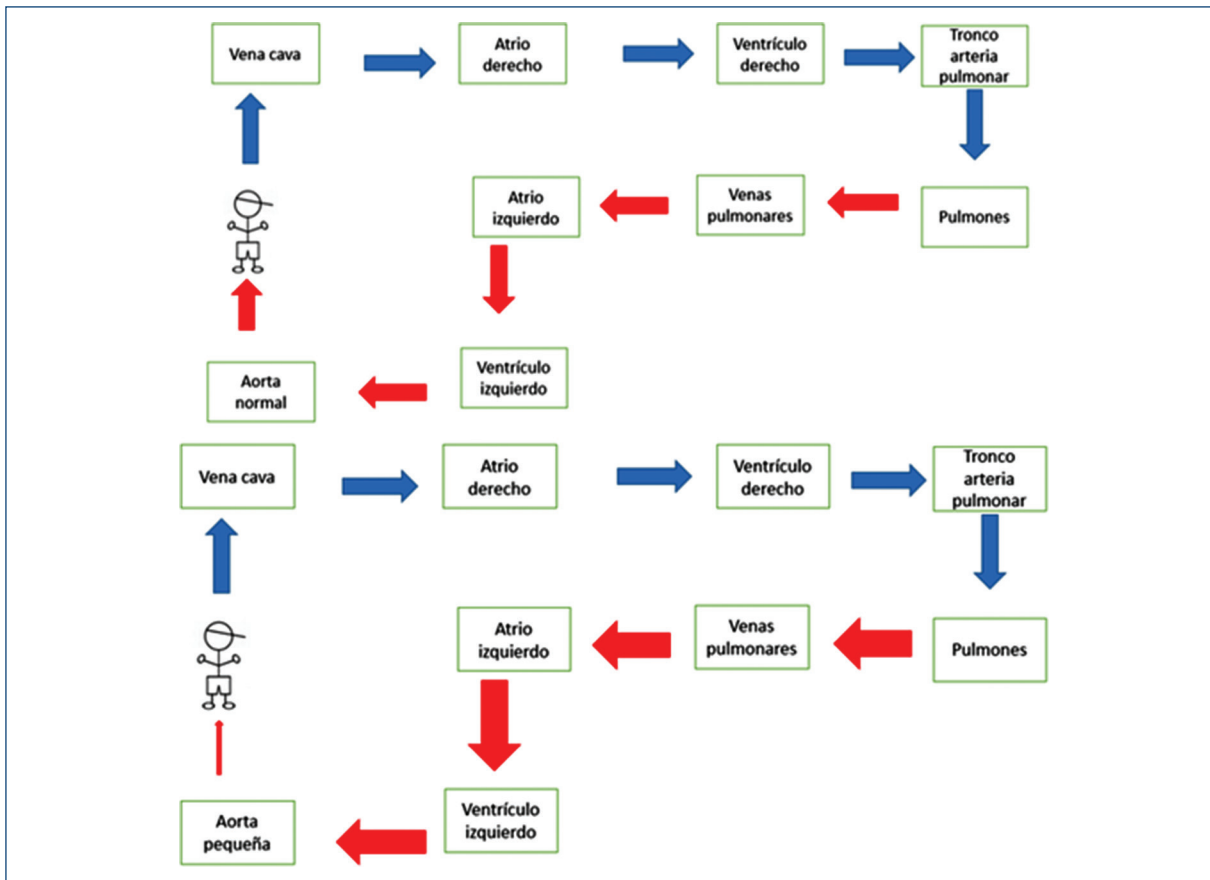 Vena cava
Atrio
derecho
Ventrículo
derecho
Tronco
arteria
pulmonar
Atrio
izquierdo
Venas
pulmonares
Pulmones
Aorta
normal
Ventrículo
izquierdo
Vena cava
Atrio
derecho
Ventrículo
derecho
Tronco
arteria
pulmonar
Atrio
izquierdo
Venas
pulmonares
Pulmones
Aorta
pequeña
Ventrículo
izquierdo